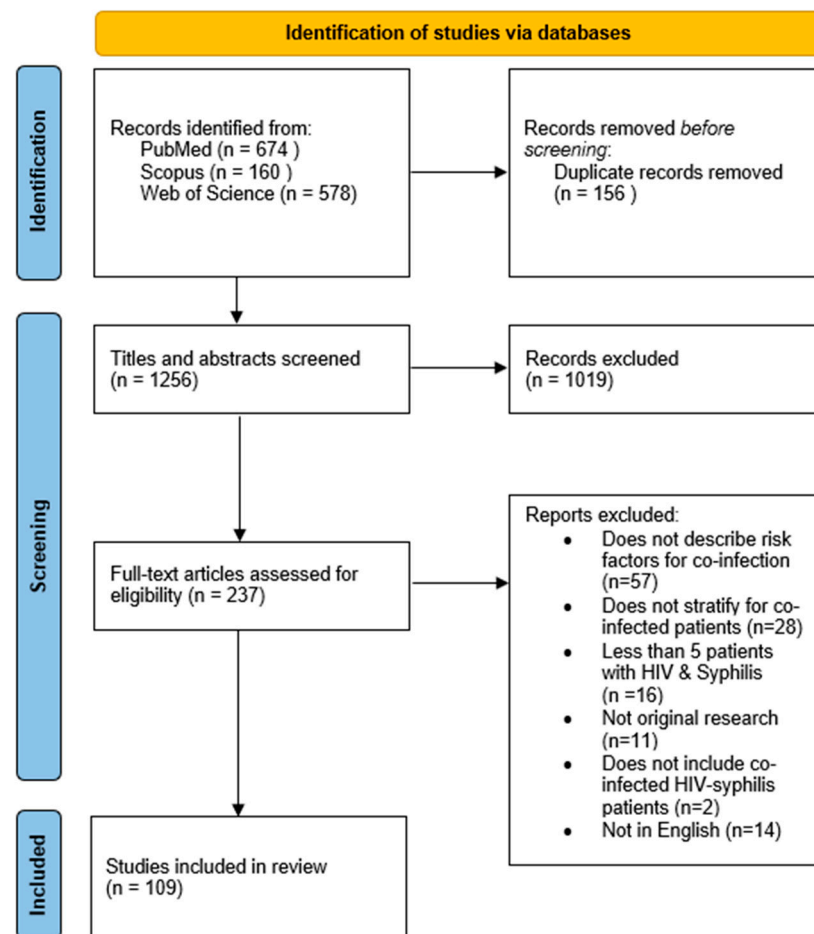 Identification of studies via databases
Identification
Records identified from:
PubMed (n = 674 )
Scopus (n = 160 )
Web of Science (n = 578)
Records removed before
screening:
Duplicate records removed
(n = 156 )
Screening
Titles and abstracts screened
(n = 1256)
Records excluded
(n = 1019)
Full-text articles assessed for
eligibility (n = 237)
Reports excluded:
• Does not describe risk
factors for co-infection
(n=57)
• Does not stratify for co-
infected patients (n=28)
• Less than 5 patients
with HIV & Syphilis
(n =16)
• Not original research
(n=11)
• Does not include co-
infected HIV-syphilis
patients (n=2)
• Not in English (n=14)
Included
Studies included in review
(n = 109)